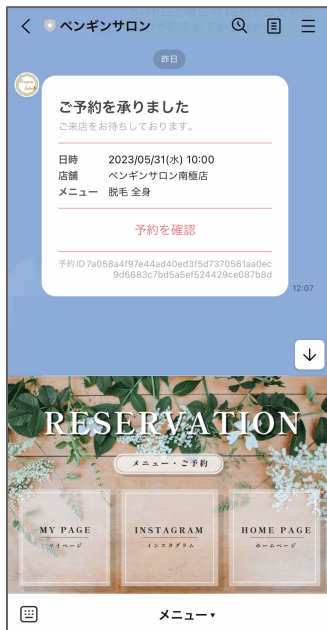 ペンギンサロン
昨日
ご予約を承りました
ご来店をお待ちしております。
日時 2023/05/31(水) 10:00
店舗 ペンギンサロン南極店
メニュー 脱毛 全身
予約を確認
予約ID 7a058a4f97e44ad40ed3f5d7370561aa0ec
9d6683c7bd5a5ef524429ce087b8d
12:07
RESERVATION
メニュー・ご予約
MY PAGE
マイページ
INSTAGRAM
インスタグラム
HOME PAGE
ホームページ
メニュー▾